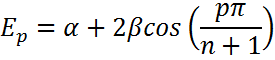 E_p = α + 2βcos(pπ / (n + 1))